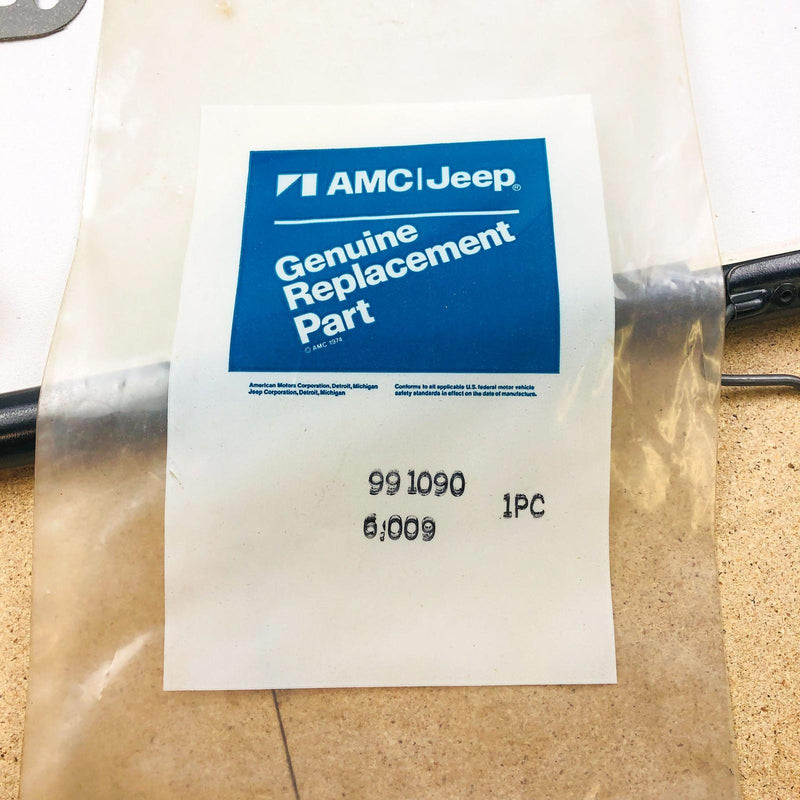 AMC|Jeep®
Genuine
Replacement
Part
© AMC 1974
American Motors Corporation, Detroit, Michigan
Jeep Corporation, Detroit, Michigan
Conforms to all applicable U.S. federal motor vehicle
safety standards in effect on the date of manufacture.
991090
6:009
1PC